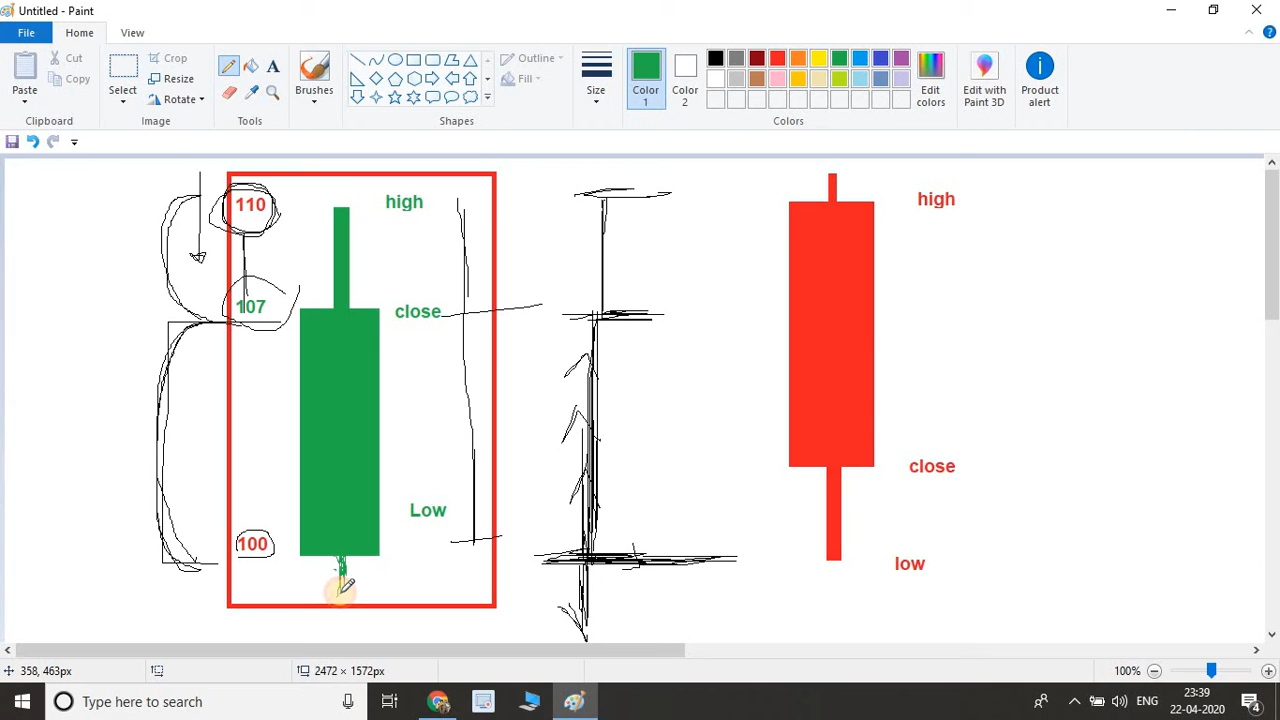 Untitled - Paint
File
Home
View
Paste
Cut
Copy
Clipboard
Select
Crop
Resize
Rotate
Image
A
Tools
Brushes
Shapes
Outline
Fill
Size
Color 1
Color 2
Edit colors
Colors
Edit with Paint 3D
Product alert
110
high
107
close
Low
100
high
close
low
358, 463px
2472 × 1572px
100%
Type here to search
ENG
23:39
22-04-2020
4